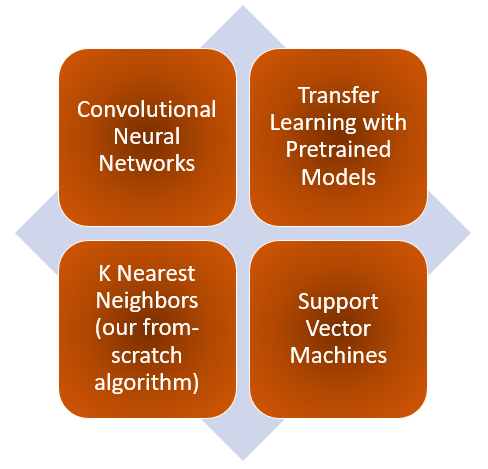 Convolutional
Neural
Networks
Transfer
Learning with
Pretrained
Models
K Nearest
Neighbors
(our from-
scratch
algorithm)
Support
Vector
Machines